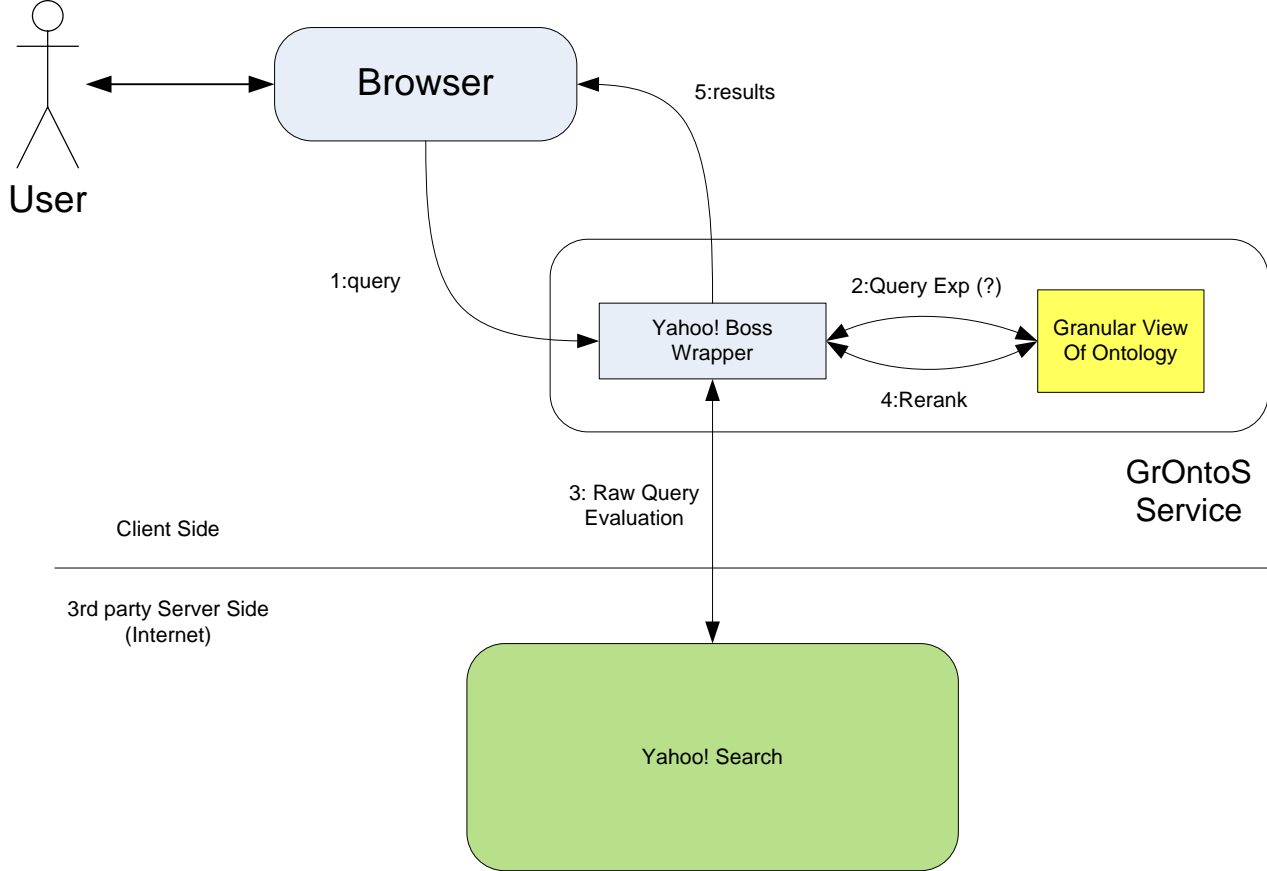 Browser
5:results
User
1:query
2:Query Exp (?)
Yahoo! Boss
Wrapper
Granular View
Of Ontology
4:Rerank
GrOntoS
Service
3: Raw Query
Evaluation
Client Side
3rd party Server Side
(Internet)
Yahoo! Search